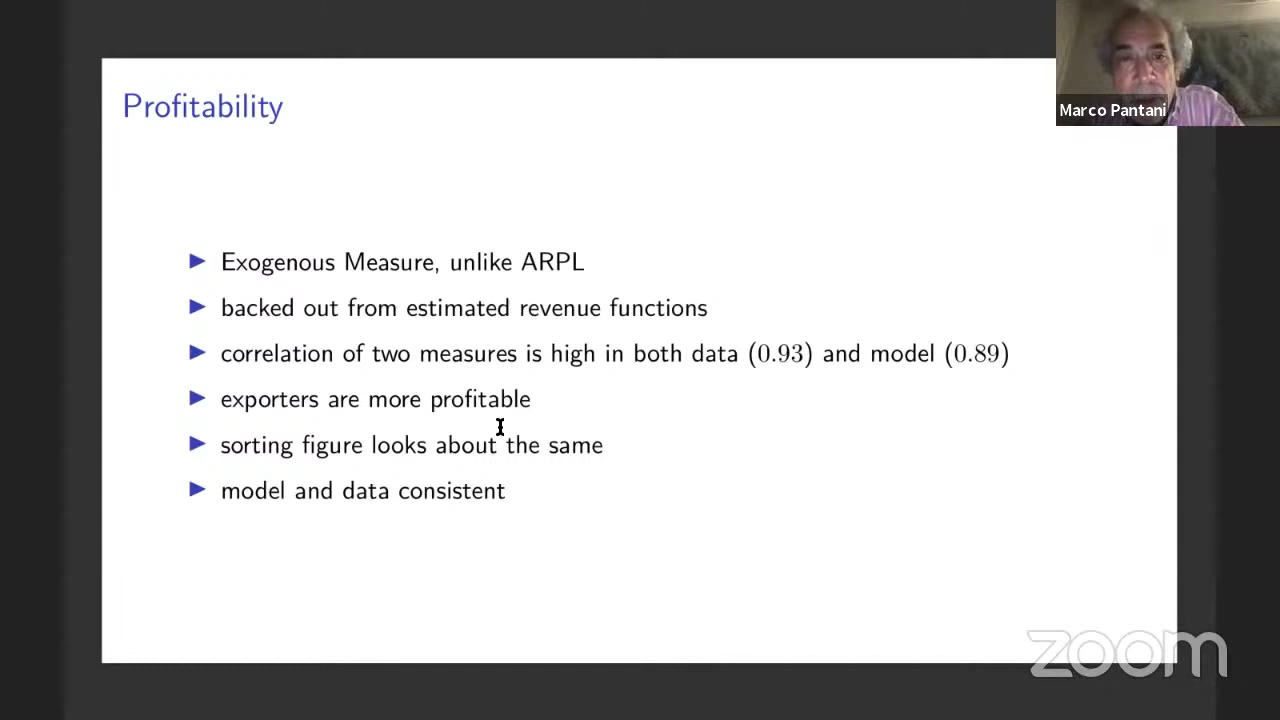 Profitability
Marco Pantani
▶ Exogenous Measure, unlike ARPL
▶ backed out from estimated revenue functions
▶ correlation of two measures is high in both data (0.93) and model (0.89)
▶ exporters are more profitable
▶ sorting figure looks about the same
▶ model and data consistent
zoom